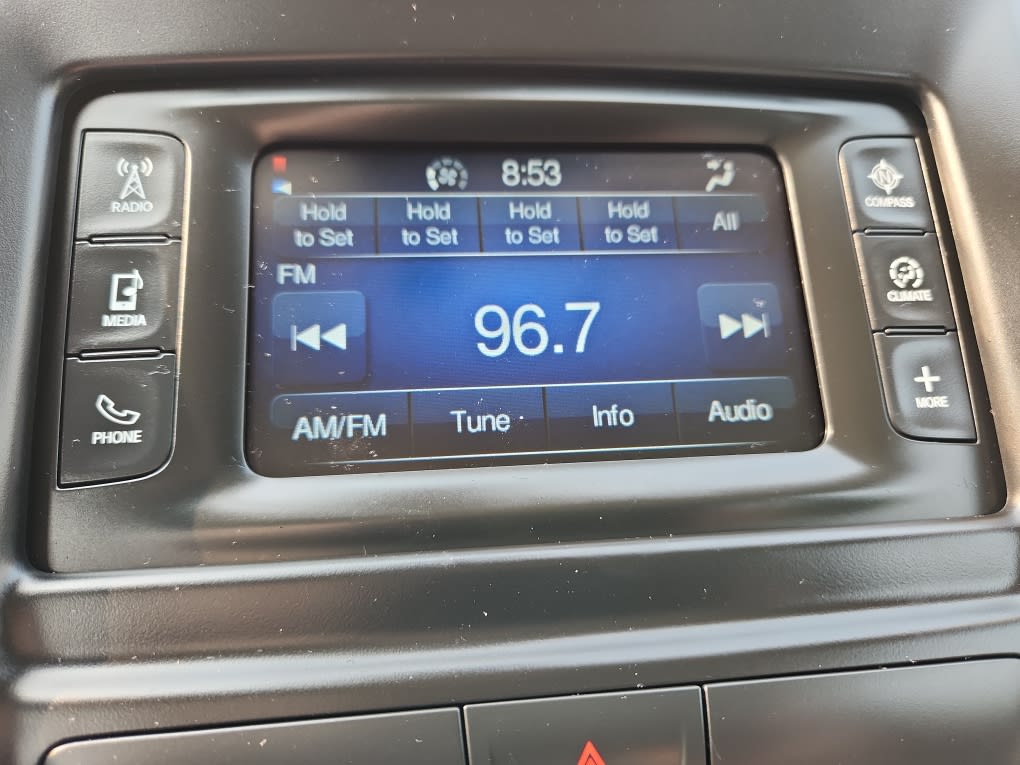 8:53
Hold to Set
Hold to Set
Hold to Set
Hold to Set
All
FM
96.7
AM/FM
Tune
Info
Audio
RADIO
MEDIA
PHONE
N
COMPASS
CLIMATE
MORE